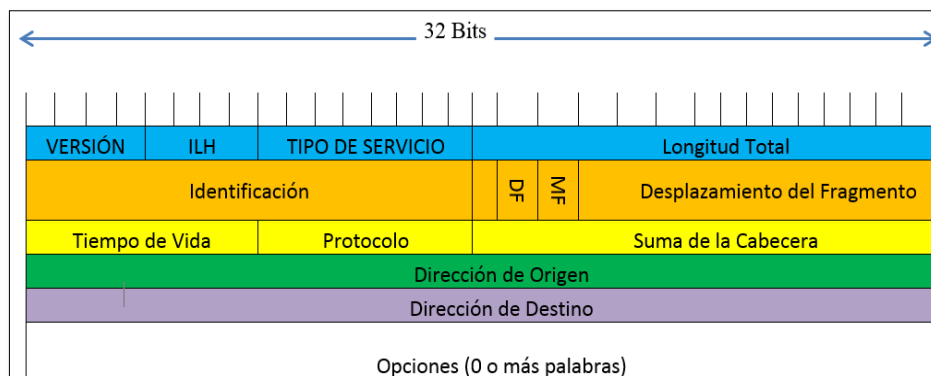 32 Bits
VERSIÓN ILH TIPO DE SERVICIO Longitud Total
Identificación DF MF Desplazamiento del Fragmento
Tiempo de Vida Protocolo Suma de la Cabecera
Dirección de Origen
Dirección de Destino
Opciones (0 o más palabras)